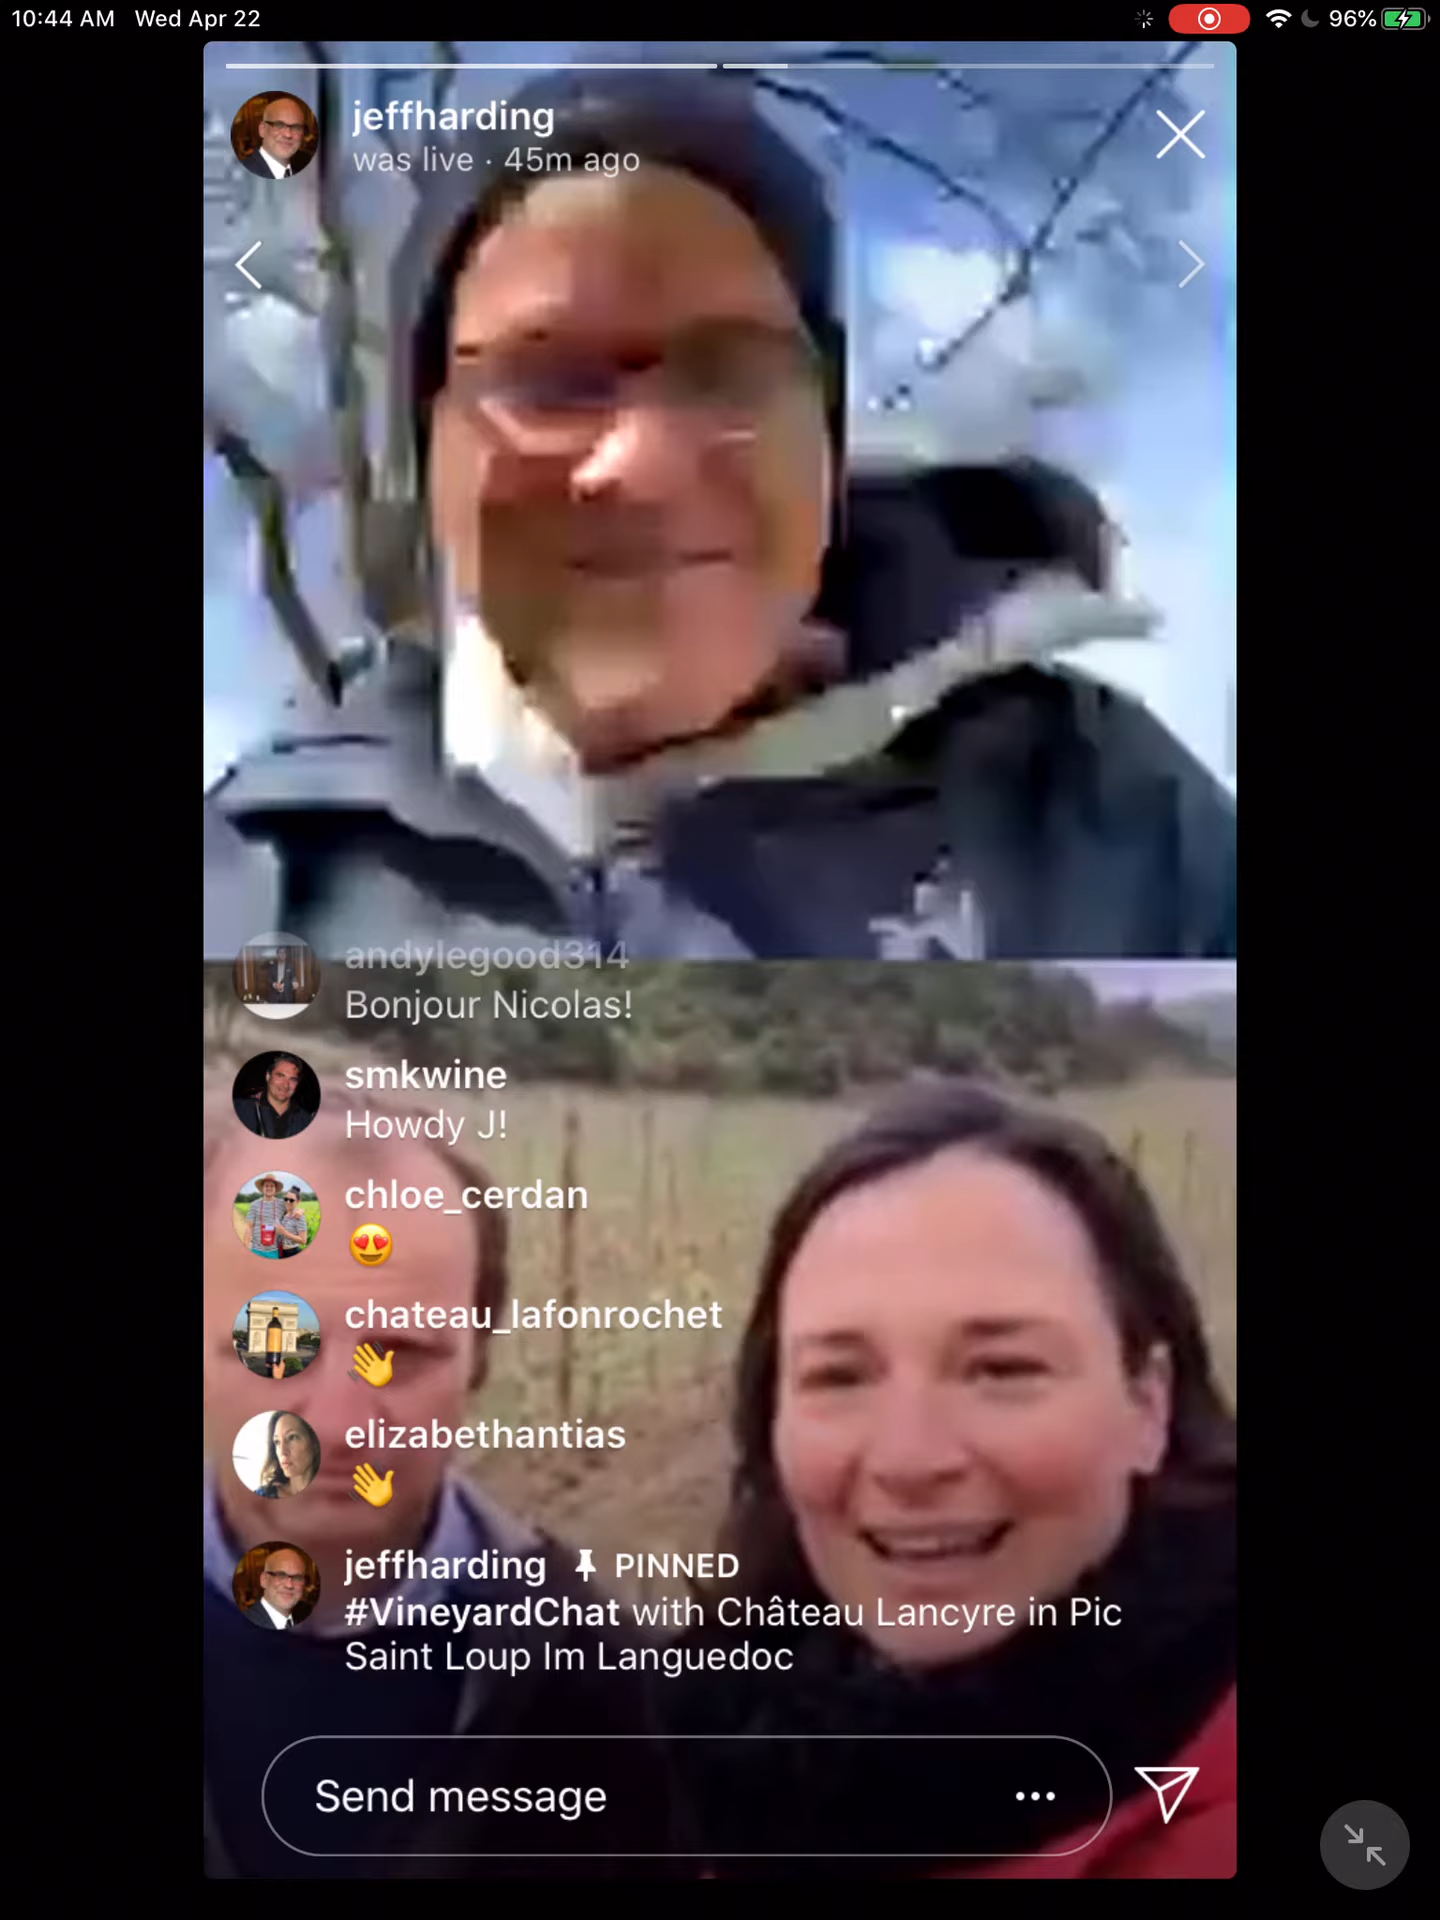 10:44 AM Wed Apr 22
96%
jeffharding
was live · 45m ago
andylegood314
Bonjour Nicolas!
smkwine
Howdy J!
chloe_cerdan
😍
chateau_lafonrochet
👋
elizabethantias
👋
jeffharding PINNED
#VineyardChat with Château Lancyre in Pic
Saint Loup Im Languedoc
Send message